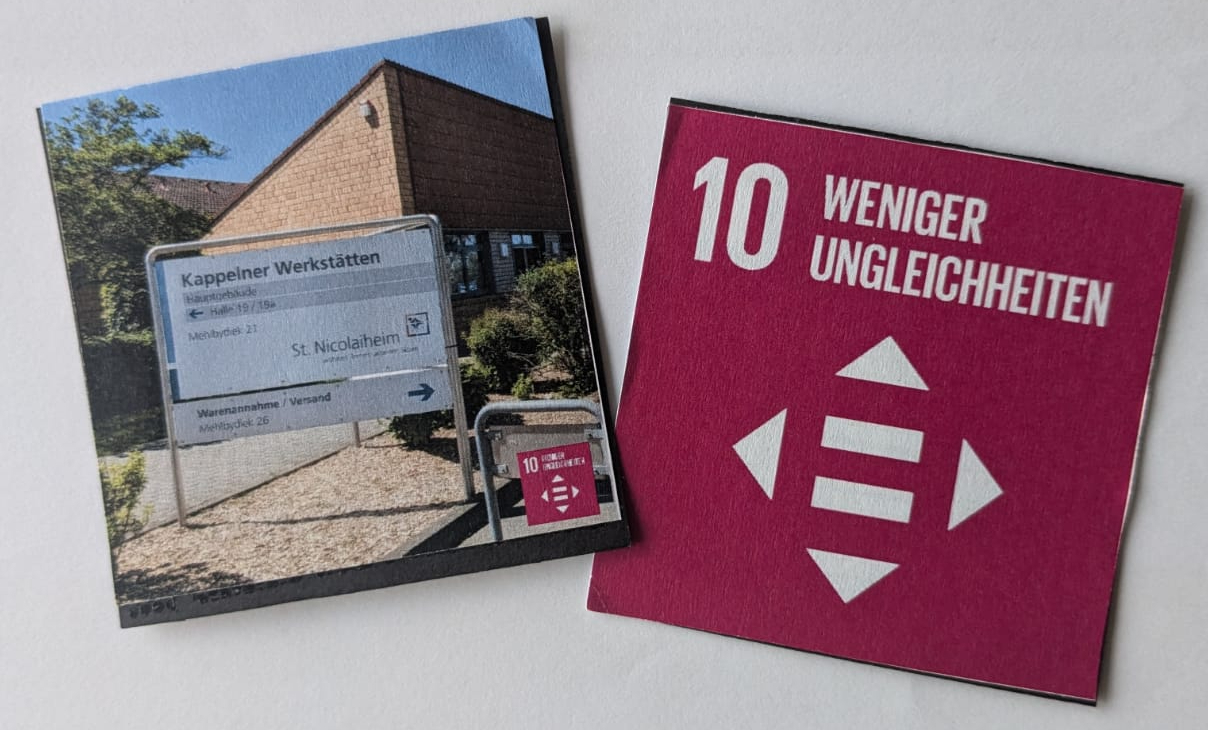 Kappelner Werkstätten
Hauptgebäude
← Halle 19 / 19a
Mehlbydiek 21
St. Nicolaiheim
Warenannahme / Versand →
Mehlbydiek 26
10 WENIGER
UNGLEICHHEITEN
10 WENIGER
UNGLEICHHEITEN